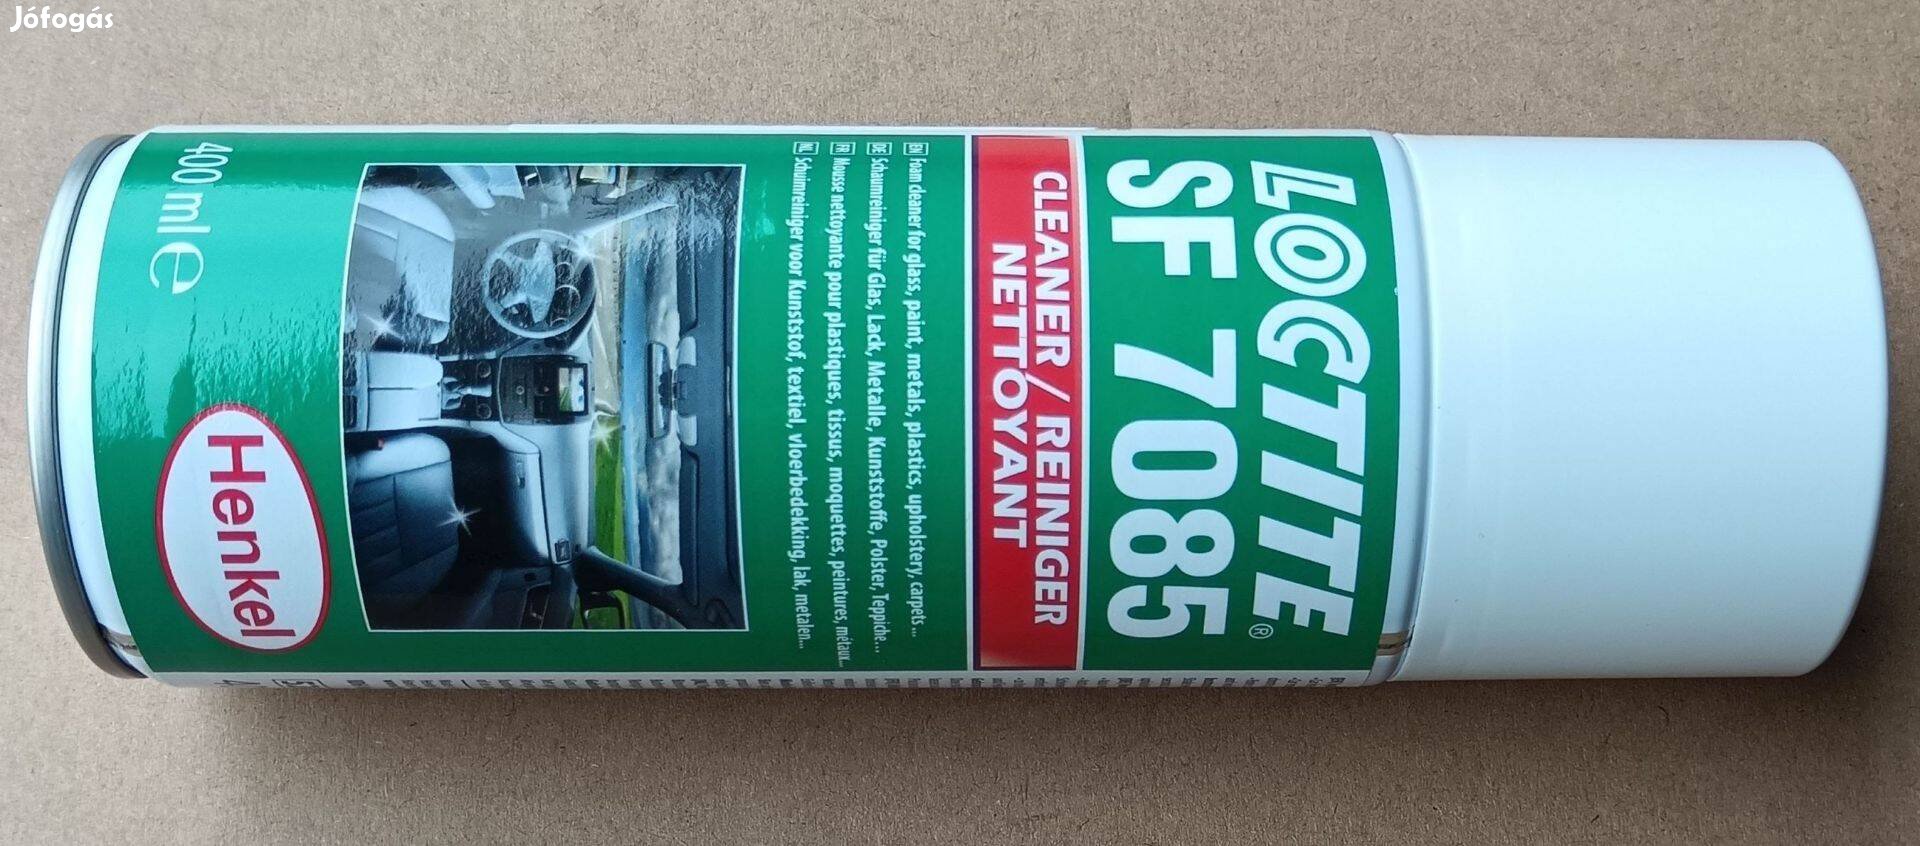 Jófogás
LOCTITE®
SF 7085
CLEANER / REINIGER
NETTOYANT
EN Foam cleaner for glass, paint, metals, plastics, upholstery, carpets...
DE Schaumreiniger für Glas, Lack, Metalle, Kunststoffe, Polster, Teppiche...
FR Mousse nettoyante pour plastiques, tissus, moquettes, peintures, métaux...
NL Schuimreiniger voor Kunststof, textiel, vloerbedekking, lak, metalen...
400 ml e
Henkel